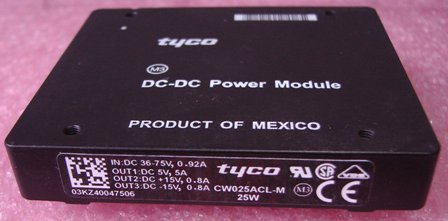 tyco
M3
DC-DC Power Module
PRODUCT OF MEXICO
IN:DC 36-75V, 0.92A
OUT1:DC 5V, 5A
OUT2:DC +15V, 0.8A
OUT3:DC -15V, 0.8A
03KZ40047506
tyco
CW025ACL-M
25W
M3